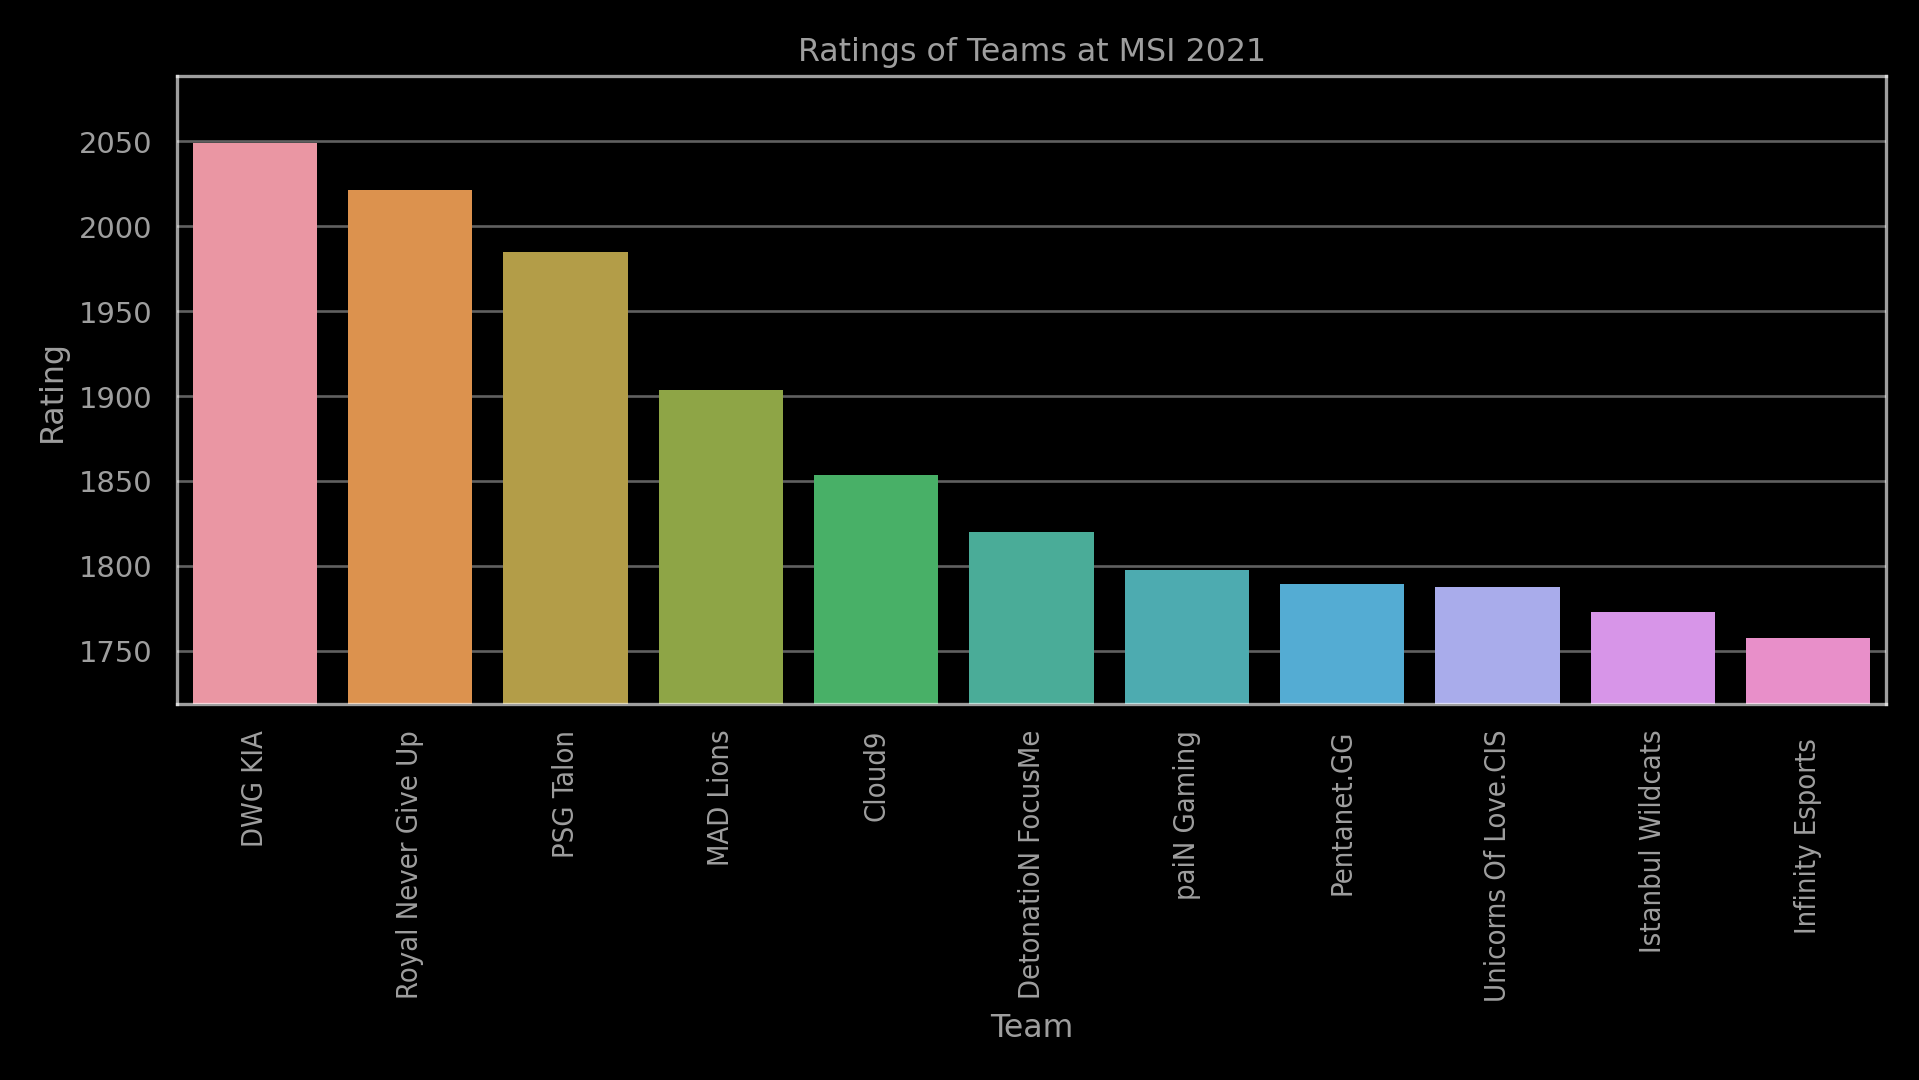 Ratings of Teams at MSI 2021
Rating
2050
2000
1950
1900
1850
1800
1750
DWG KIA
Royal Never Give Up
PSG Talon
MAD Lions
Cloud9
DetonatioN FocusMe
paiN Gaming
Pentanet.GG
Unicorns Of Love.CIS
Istanbul Wildcats
Infinity Esports
Team